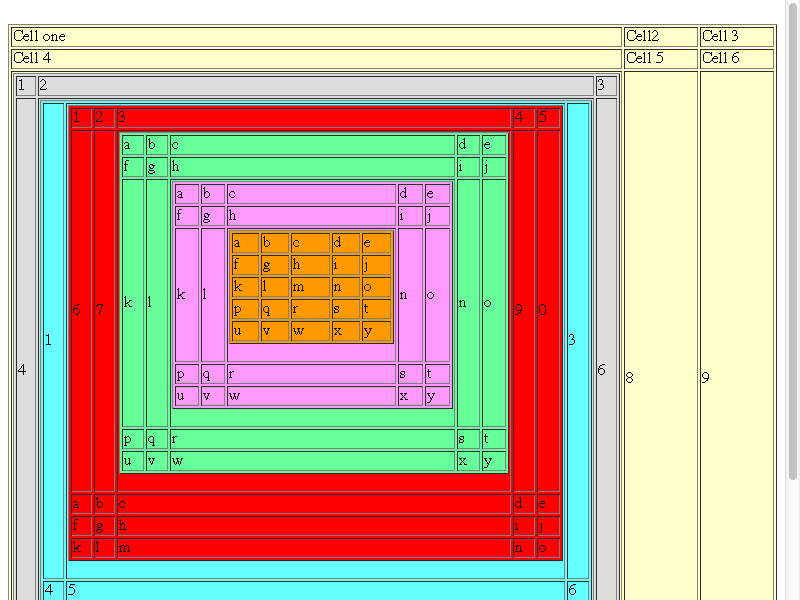 Cell one Cell2 Cell 3
Cell 4 Cell 5 Cell 6
1 2 3
1 2 3 4 5
a b c d e
f g h i j
a b c d e
f g h i j
a b c d e
f g h i j
k l m n o
p q r s t
u v w x y
k l n o
k l n o
6 7 9 0
1 3
4 6
8 9
p q r s t
u v w x y
p q r s t
u v w x y
a b c d e
f g h i j
k l m n o
4 5 6